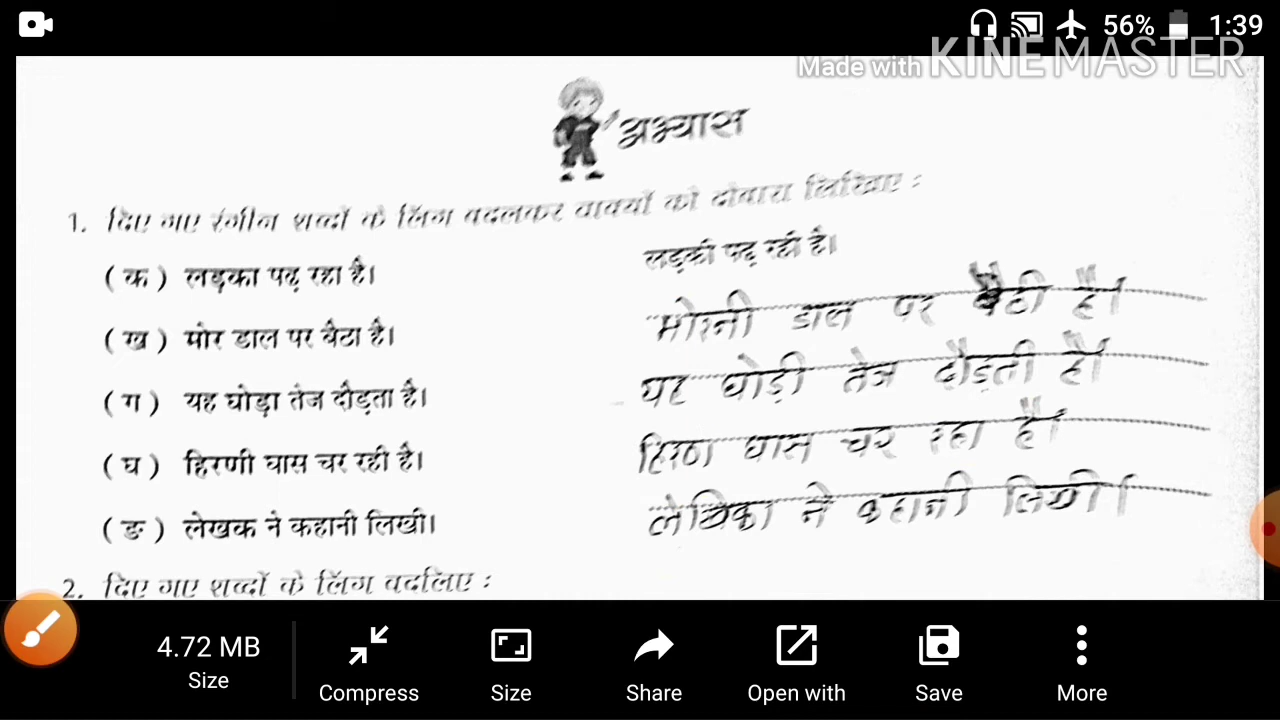 56% 1:39
Made with KINEMASTER
अभ्यास
1. दिए गए रंगीन शब्दों के लिंग बदलकर वाक्यों को दोबारा लिखिए :
( क ) लड़का पढ़ रहा है। लड़की पढ़ रही है।
( ख ) मोर डाल पर बैठा है। मोरनी डाल पर बैठी है।
( ग ) यह घोड़ा तेज दौड़ता है। यह घोड़ी तेज दौड़ती है।
( घ ) हिरणी घास चर रही है। हिरण घास चर रहा है।
( ङ ) लेखक ने कहानी लिखी। लेखिका ने कहानी लिखी।
2. दिए गए शब्दों के लिंग बदलिए :
4.72 MB
Size
Compress
Size
Share
Open with
Save
More